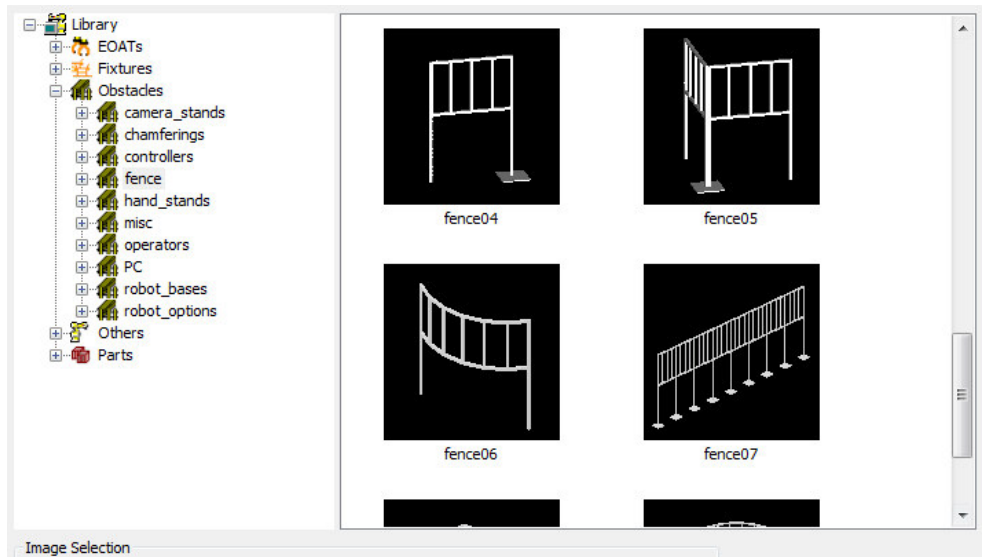 Library
EOATs
Fixtures
Obstacles
camera_stands
chamferings
controllers
fence
hand_stands
misc
operators
PC
robot_bases
robot_options
Others
Parts
fence04
fence05
fence06
fence07
Image Selection